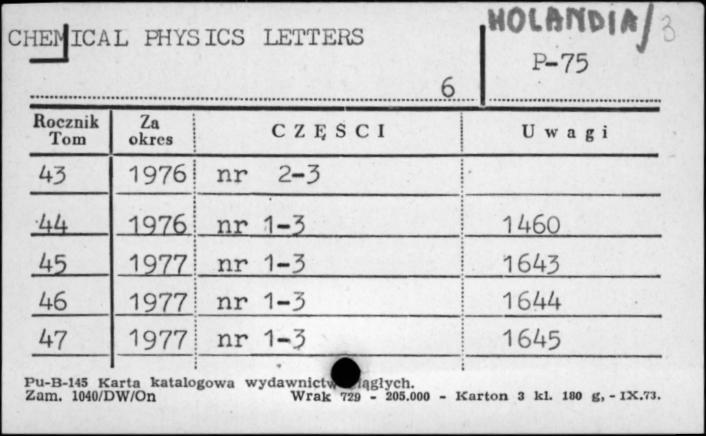 HOLANDIA/3
CHEMICAL PHYSICS LETTERS
P-75
6
Rocznik Tom Za okres CZĘŚCI Uwagi
43 1976 nr 2-3
44 1976 nr 1-3 1460
45 1977 nr 1-3 1643
46 1977 nr 1-3 1644
47 1977 nr 1-3 1645
Pu-B-145 Karta katalogowa wydawnictw iągłych.
Zam. 1040/DW/On Wrak 729 - 205.000 - Karton 3 kl. 180 g, - IX.73.